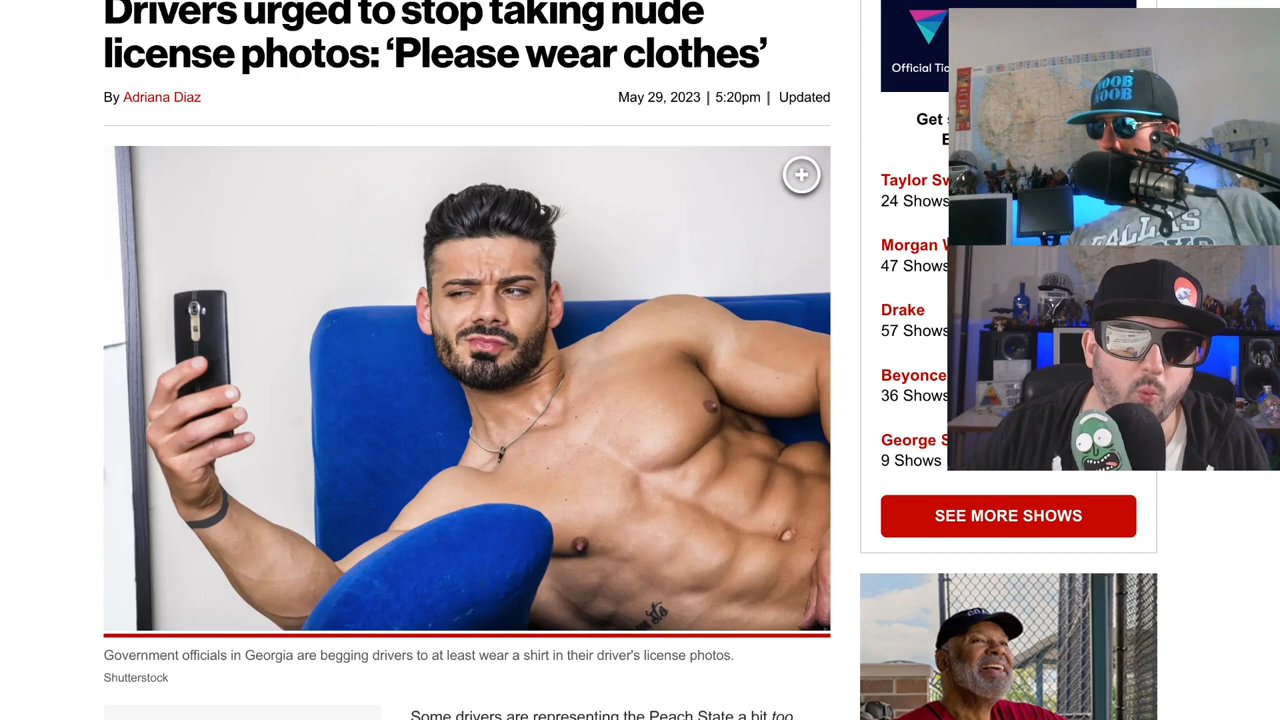 Drivers urged to stop taking nude
license photos: ‘Please wear clothes’
By Adriana Diaz
May 29, 2023 | 5:20pm | Updated
Government officials in Georgia are begging drivers to at least wear a shirt in their driver's license photos.
Shutterstock
Some drivers are representing the Peach State a bit too
Official
Get
Taylor
24 Shows
Morgan
47 Shows
Drake
57 Shows
Beyonce
36 Shows
George
9 Shows
SEE MORE SHOWS
NOOB
NOOB